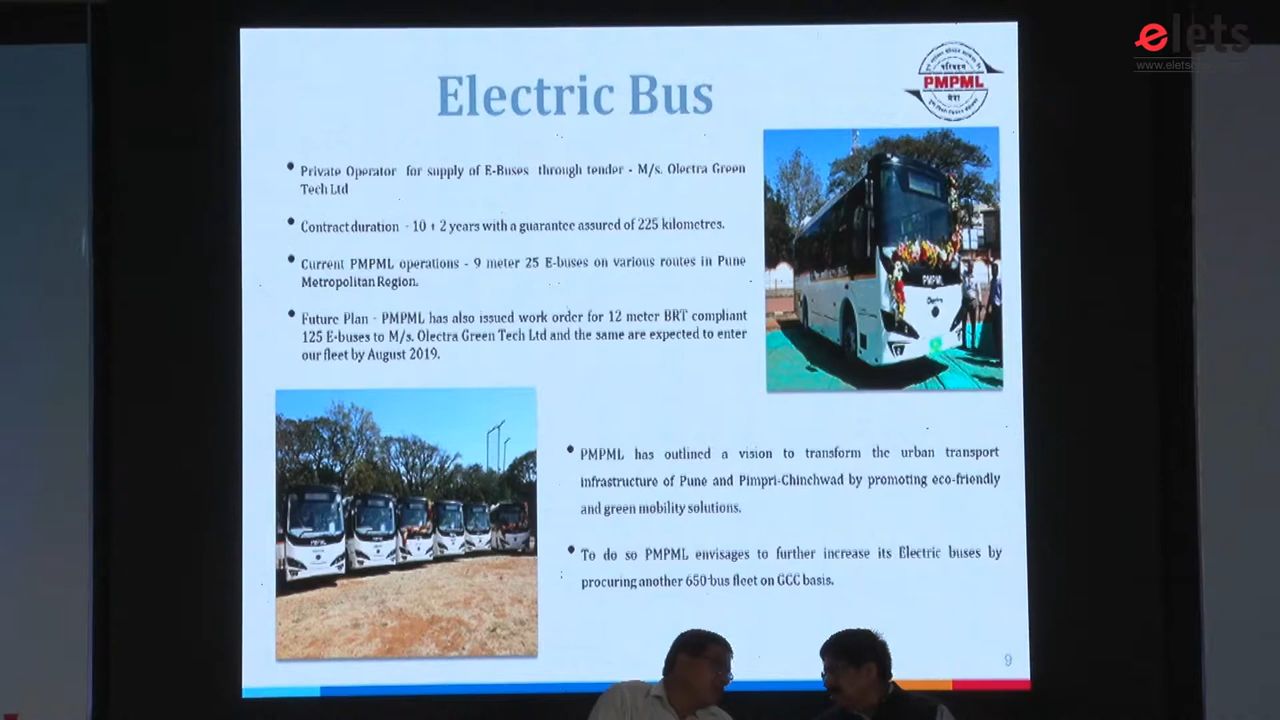 elets
Electric Bus
परिवहन
PMPML
सेवा
• Private Operator for supply of E-Buses through tender - M/s. Olectra Green
Tech Ltd
• Contract duration - 10 + 2 years with a guarantee assured of 225 kilometres.
• Current PMPML operations - 9 meter 25 E-buses on various routes in Pune
Metropolitan Region.
• Future Plan - PMPML has also issued work order for 12 meter BRT compliant
125 E-buses to M/s. Olectra Green Tech Ltd and the same are expected to enter
our fleet by August 2019.
PMPML
Olectra
• PMPML has outlined a vision to transform the urban transport
infrastructure of Pune and Pimpri-Chinchwad by promoting eco-friendly
and green mobility solutions.
• To do so PMPML envisages to further increase its Electric buses by
procuring another 650 bus fleet on GCC basis.
9